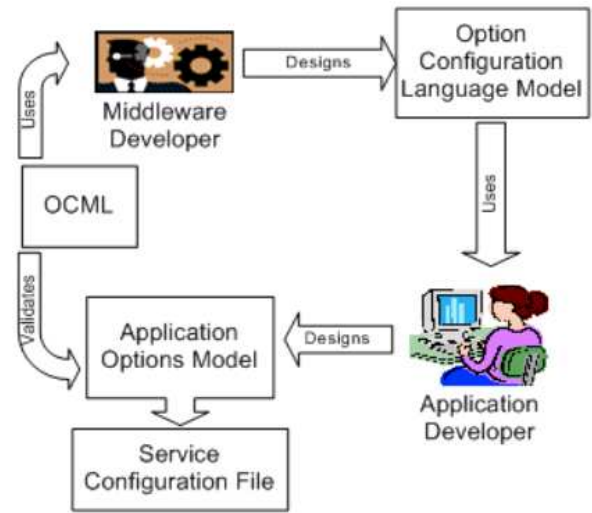 Uses
Middleware
Developer
Designs
Option
Configuration
Language Model
OCML
Uses
Validates
Application
Options Model
Designs
Application
Developer
Service
Configuration File